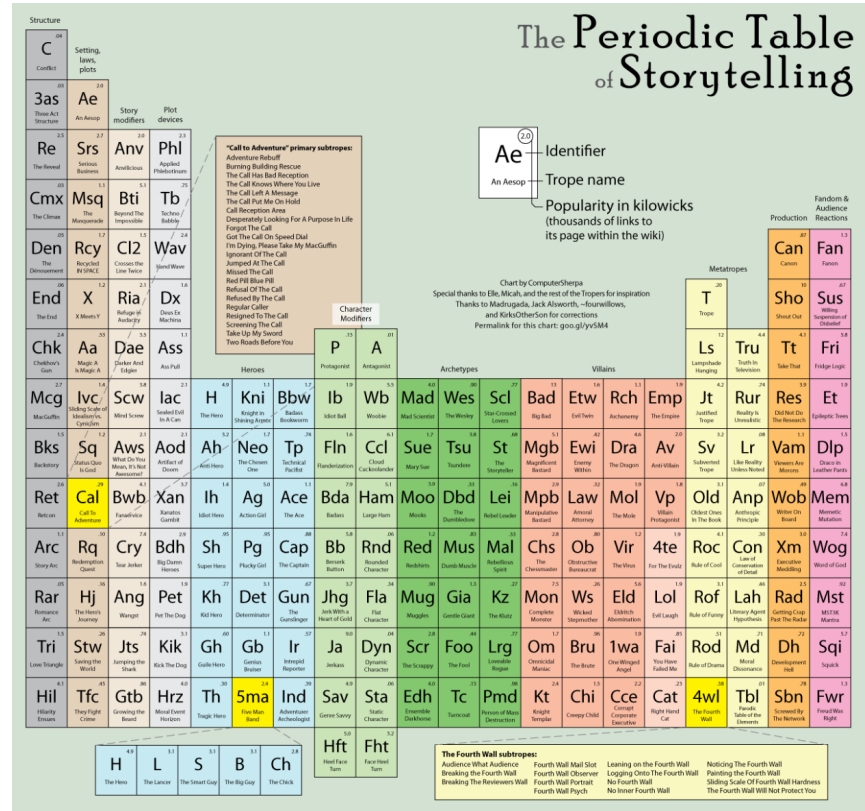 The Periodic Table
of Storytelling
Structure
C
Conflict
Setting,
laws,
plots
3as Ae
Three Act Structure An Aesop
Story
modifiers
Plot
devices
Re Srs Anv Phl
The Reveal Serious Business Anvilicious Applied Phlebotinum
Cmx Msq Bti Tb
The Climax The Masquerade Beyond The Impossible Techno Babble
Den Rcy Cl2 Wav
The Dénouement Recycled IN SPACE Crosses the Line Twice Hand Wave
End X Ria Dx
The End X Meets Y Refuge in Audacity Deus Ex Machina
Chk Aa Dae Ass
Chekhov's Gun Magic A Is Magic A Darker And Edgier Ass Pull
"Call to Adventure" primary subtropes:
Adventure Rebuff
Burning Building Rescue
The Call Has Bad Reception
The Call Knows Where You Live
The Call Left A Message
The Call Put Me On Hold
Call Reception Area
Desperately Looking For A Purpose In Life
Forgot The Call
Got The Call On Speed Dial
I'm Dying, Please Take My MacGuffin
Ignorant Of The Call
Jumped At The Call
Missed The Call
Red Pill Blue Pill
Refusal Of The Call
Refused By The Call
Regular Caller
Resigned To The Call
Screening The Call
Take Up My Sword
Two Roads Before You
2.0
Ae
An Aesop
Identifier
Trope name
Popularity in kilowicks
(thousands of links to
its page within the wiki)
Chart by ComputerSherpa
Special thanks to Elle, Micah, and the rest of the Tropers for inspiration
Thanks to Madrugada, Jack Alsworth, ~fourwillows,
and KirksOtherSon for corrections
Permalink for this chart: goo.gl/yv5M4
Production
Fandom &
Audience
Reactions
Can Fan
Canon Fanon
Metatropes
T Sho Sus
Trope Shout Out Willing Suspension of Disbelief
Character
Modifiers
P A Ls Tru Tt Fri
Protagonist Antagonist Lampshade Hanging Truth In Television Take That Fridge Logic
Heroes
Archetypes
Villains
Mcg Ivc Scw Iac H Kni Bbw Ib Wb Mad Wes Scl Bad Etw Rch Emp Jt Rur Res Et
MacGuffin Sliding Scale of Idealism vs. Cynicism Mind Screw Sealed Evil In A Can The Hero Knight in Shining Armor Badass Bookworm Idiot Ball Woobie Mad Scientist The Wesley Star-Crossed Lovers Big Bad Evil Twin Archenemy The Empire Justified Trope Reality Is Unrealistic Did Not Do The Research Epileptic Trees
Bks Sq Aws Aod Ah Neo Tp Fln Ccl Sue Tsu St Mgb Ewi Dra Av Sv Lr Vam Dlp
Backstory Status Quo Is God What Do You Mean, It's Not Awesome? Artifact of Doom Anti Hero The Chosen One Technical Pacifist Flanderization Cloud Cuckoolander Mary Sue Tsundere The Storyteller Magnificent Bastard Enemy Within The Dragon Anti-Villain Subverted Trope Like Reality Unless Noted Viewers Are Morons Draco In Leather Pants
Ret Cal Bwb Xan Ih Ag Ace Bda Ham Moo Dbd Lei Mpb Law Mol Vp Old Anp Wob Mem
Retcon Call To Adventure Fanservice Xanatos Gambit Idiot Hero Action Girl The Ace Badass Large Ham Mooks The Dumbledore Rebel Leader Manipulative Bastard Amoral Attorney The Mole Villain Protagonist Oldest Ones In The Book Anthropic Principle Writer On Board Memetic Mutation
Arc Rq Cry Bdh Sh Pg Cap Bb Rnd Red Mus Mal Chs Ob Vir 4te Roc Con Xm Wog
Story Arc Redemption Quest Tear Jerker Big Damn Heroes Super Hero Plucky Girl The Captain Berserk Button Rounded Character Redshirts Dumb Muscle Rebellious Spirit The Chessmaster Obstructive Bureaucrat The Virus For The Evulz Rule of Cool Law of Conservation of Detail Executive Meddling Word of God
Rar Hj Ang Pet Kh Det Gun Jhg Fla Mug Gia Kz Mon Ws Eld Lol Rof Lah Rad Mst
Romance Arc The Hero's Journey Wangst Pet The Dog Kid Hero Determinator The Gunslinger Jerk With a Heart of Gold Flat Character Muggles Gentle Giant The Klutz Complete Monster Wicked Stepmother Eldritch Abomination Evil Laugh Rule of Funny Literary Agent Hypothesis Getting Crap Past The Radar MST3K Mantra
Tri Stw Jts Kik Gh Gb Ir Ja Dyn Scr Foo Lrg Om Bru 1wa Fai Rod Md Dh Sqi
Love Triangle Saving the World Jumping the Shark Kick The Dog Guile Hero Genius Bruiser Intrepid Reporter Jerkass Dynamic Character The Scrappy The Fool Loveable Rogue Omnicidal Maniac The Brute One Winged Angel You Have Failed Me Rule of Drama Moral Dissonance Development Hell Squick
Hil Tfc Gtb Hrz Th 5ma Ind Sav Sta Edh Tc Pmd Kt Chi Cce Cat 4wl Tbl Sbn Fwr
Hilarity Ensues They Fight Crime Growing the Beard Moral Event Horizon Tragic Hero Five Man Band Adventurer Archeologist Genre Savvy Static Character Ensemble Darkhorse Turncoat Person of Mass Destruction Knight Templar Creepy Child Corrupt Corporate Executive Right Hand Cat The Fourth Wall Periodic Table of the Elements Screwed By The Network Freud Was Right
Hft Fht
Heel Face Turn Face Heel Turn
4.9 3.1 3.1 3.1 2.8
H L S B Ch
The Hero The Lancer The Smart Guy The Big Guy The Chick
The Fourth Wall subtropes:
Audience What Audience Fourth Wall Mail Slot Leaning on the Fourth Wall Noticing The Fourth Wall
Breaking the Fourth Wall Fourth Wall Observer Logging Onto The Fourth Wall Painting the Fourth Wall
Breaking The Reviewers Wall Fourth Wall Portrait No Fourth Wall Sliding Scale Of Fourth Wall Hardness
Fourth Wall Psych No Inner Fourth Wall The Fourth Wall Will Not Protect You